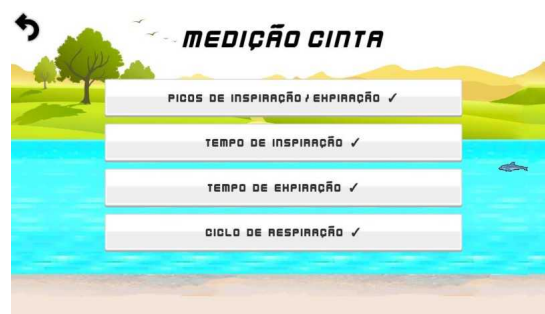 MEDIÇÃO CINTA
PICOS DE INSPIRAÇÃO / EXPIRAÇÃO ✓
TEMPO DE INSPIRAÇÃO ✓
TEMPO DE EXPIRAÇÃO ✓
CICLO DE RESPIRAÇÃO ✓